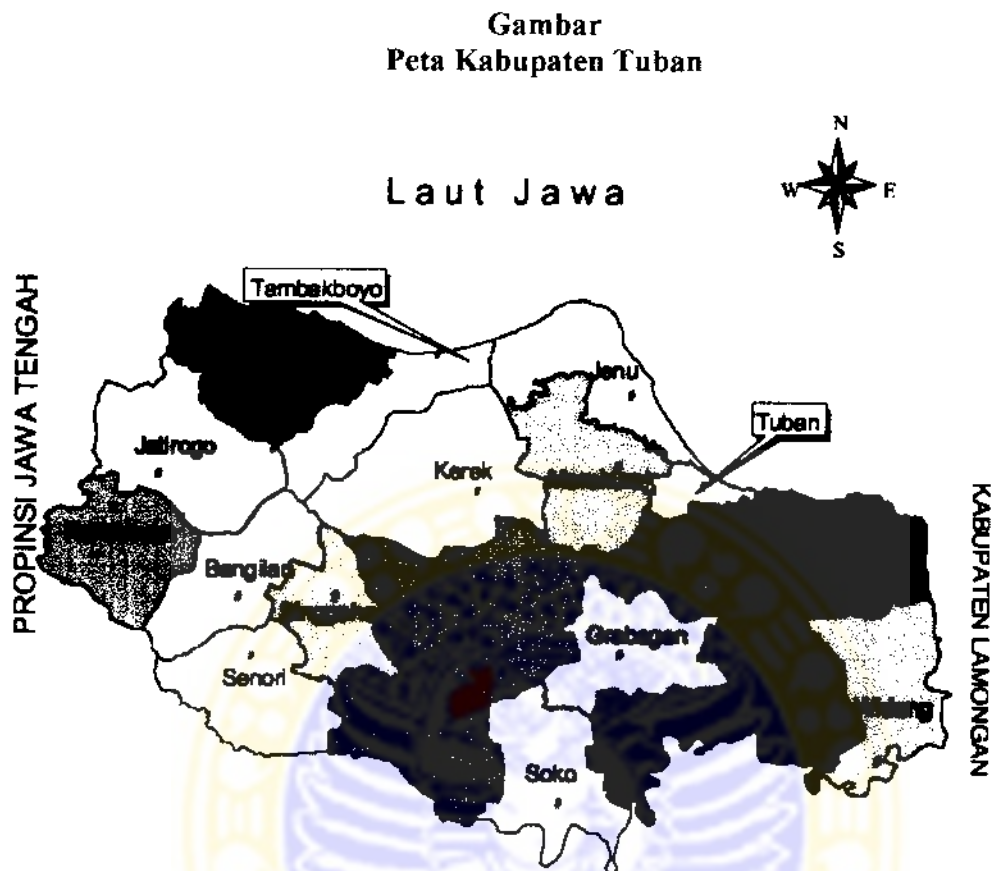 Gambar
Peta Kabupaten Tuban
N
Laut Jawa
W
E
S
PROPINSI JAWA TENGAH
Tambakboyo
Jenu
Tuban
Jatirogo
Kerek
KABUPATEN LAMONGAN
Bangilan
Grabagan
Senori
Widang
Soko